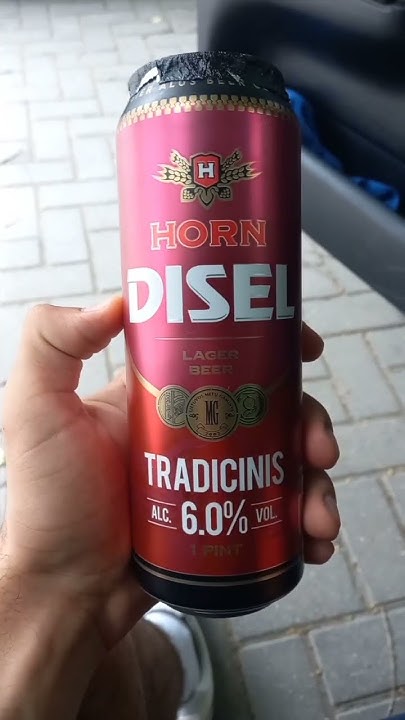 H
HORN
DISEL
LAGER
BEER
MG
TRADICINIS
ALC. 6.0% VOL.
1 PINT